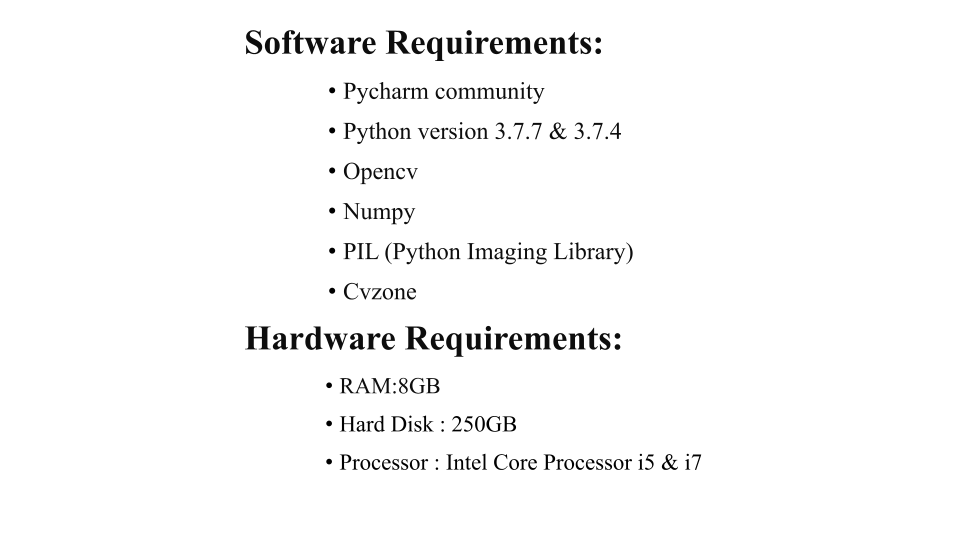 Software Requirements:
• Pycharm community
• Python version 3.7.7 & 3.7.4
• Opencv
• Numpy
• PIL (Python Imaging Library)
• Cvzone
Hardware Requirements:
• RAM:8GB
• Hard Disk : 250GB
• Processor : Intel Core Processor i5 & i7